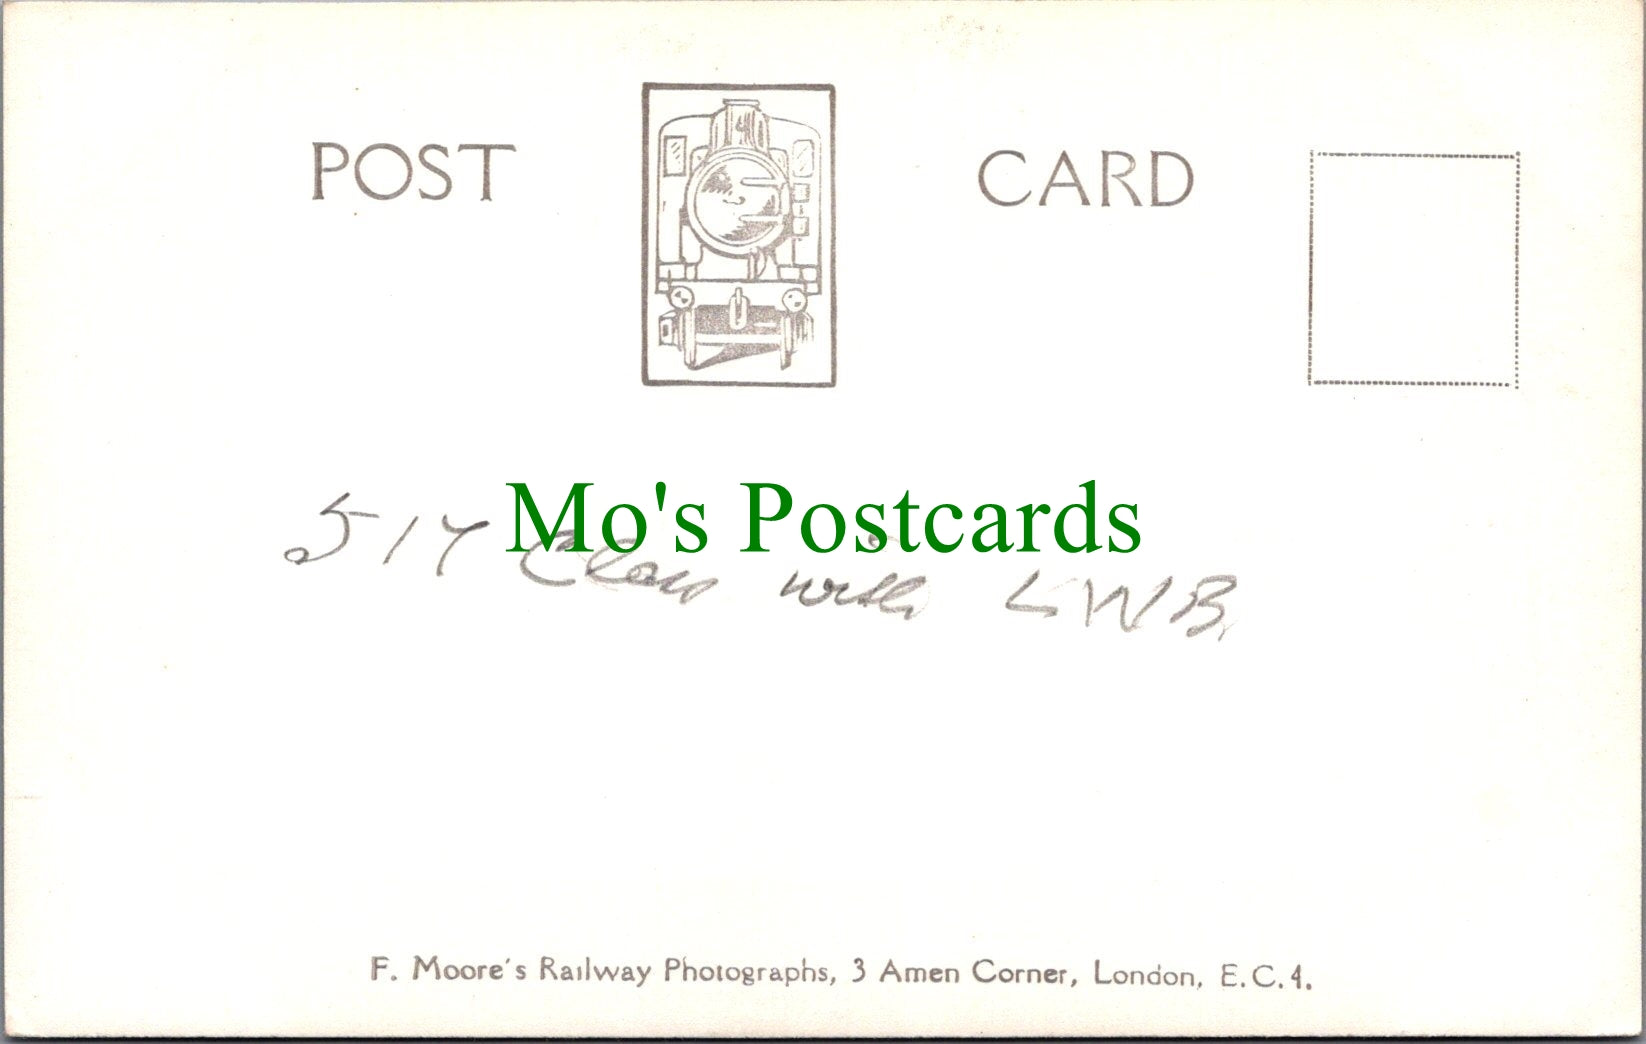 POST CARD
Mo's Postcards
517 Class with LWB
F. Moore's Railway Photographs, 3 Amen Corner, London, E.C.4.